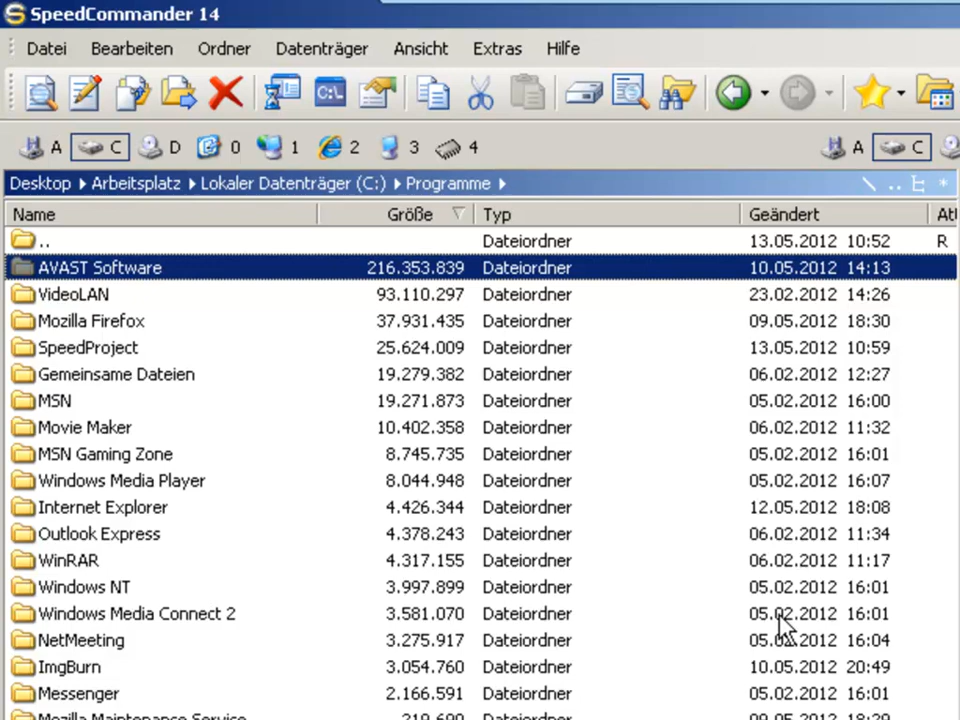 SpeedCommander 14
Datei Bearbeiten Ordner Datenträger Ansicht Extras Hilfe
C:\
A C D 0 1 2 3 4 A C
Desktop Arbeitsplatz Lokaler Datenträger (C:) Programme
Name Größe Typ Geändert
.. Dateiordner 13.05.2012 10:52 R
AVAST Software 216.353.839 Dateiordner 10.05.2012 14:13
VideoLAN 93.110.297 Dateiordner 23.02.2012 14:26
Mozilla Firefox 37.931.435 Dateiordner 09.05.2012 18:30
SpeedProject 25.624.009 Dateiordner 13.05.2012 10:59
Gemeinsame Dateien 19.279.382 Dateiordner 06.02.2012 12:27
MSN 19.271.873 Dateiordner 05.02.2012 16:00
Movie Maker 10.402.358 Dateiordner 06.02.2012 11:32
MSN Gaming Zone 8.745.735 Dateiordner 05.02.2012 16:01
Windows Media Player 8.044.948 Dateiordner 05.02.2012 16:07
Internet Explorer 4.426.344 Dateiordner 12.05.2012 18:08
Outlook Express 4.378.243 Dateiordner 06.02.2012 11:34
WinRAR 4.317.155 Dateiordner 06.02.2012 11:17
Windows NT 3.997.899 Dateiordner 05.02.2012 16:01
Windows Media Connect 2 3.581.070 Dateiordner 05.02.2012 16:01
NetMeeting 3.275.917 Dateiordner 05.02.2012 16:04
ImgBurn 3.054.760 Dateiordner 10.05.2012 20:49
Messenger 2.166.591 Dateiordner 05.02.2012 16:01
Mozilla Maintenance Service Dateiordner 09.05.2012